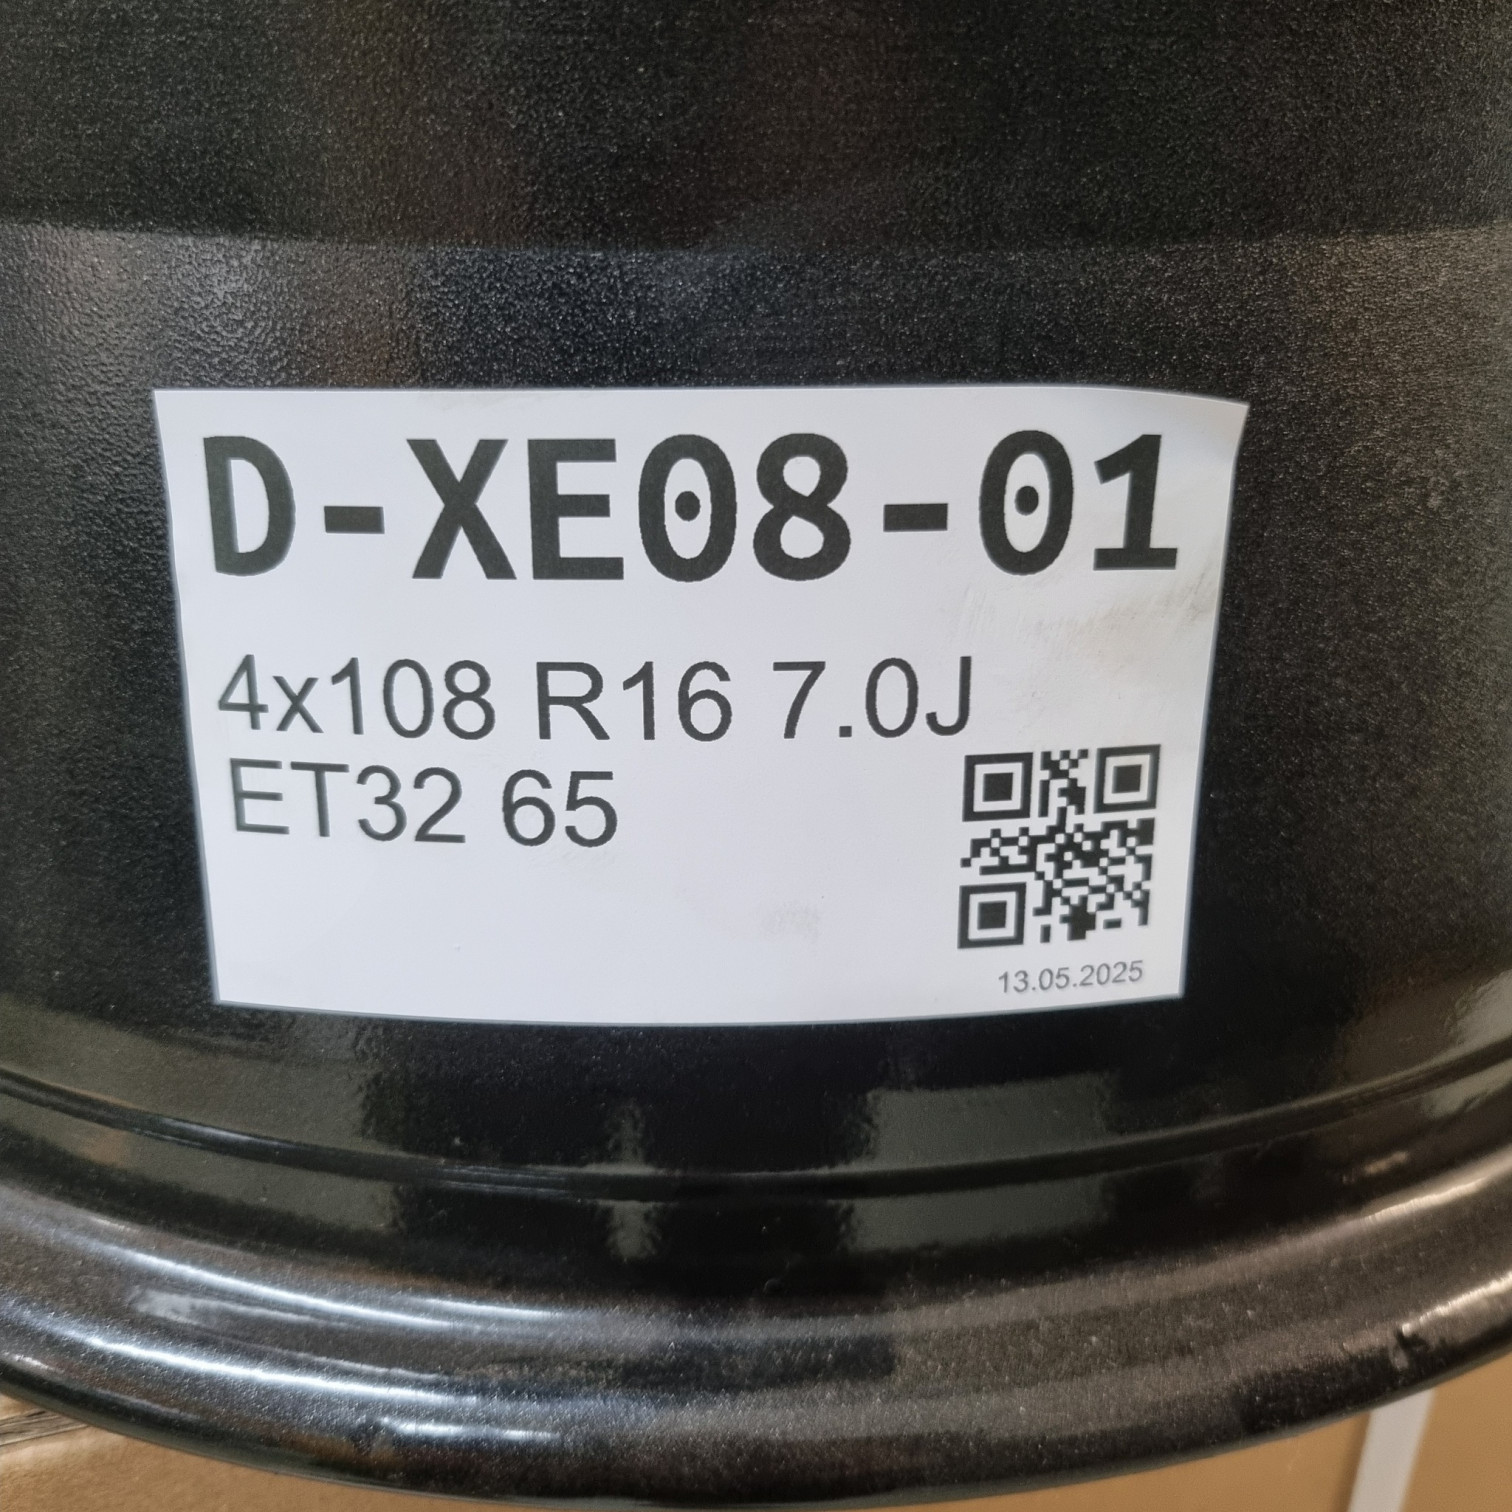 D-XE08-01
4x108 R16 7.0J
ET32 65
13.05.2025